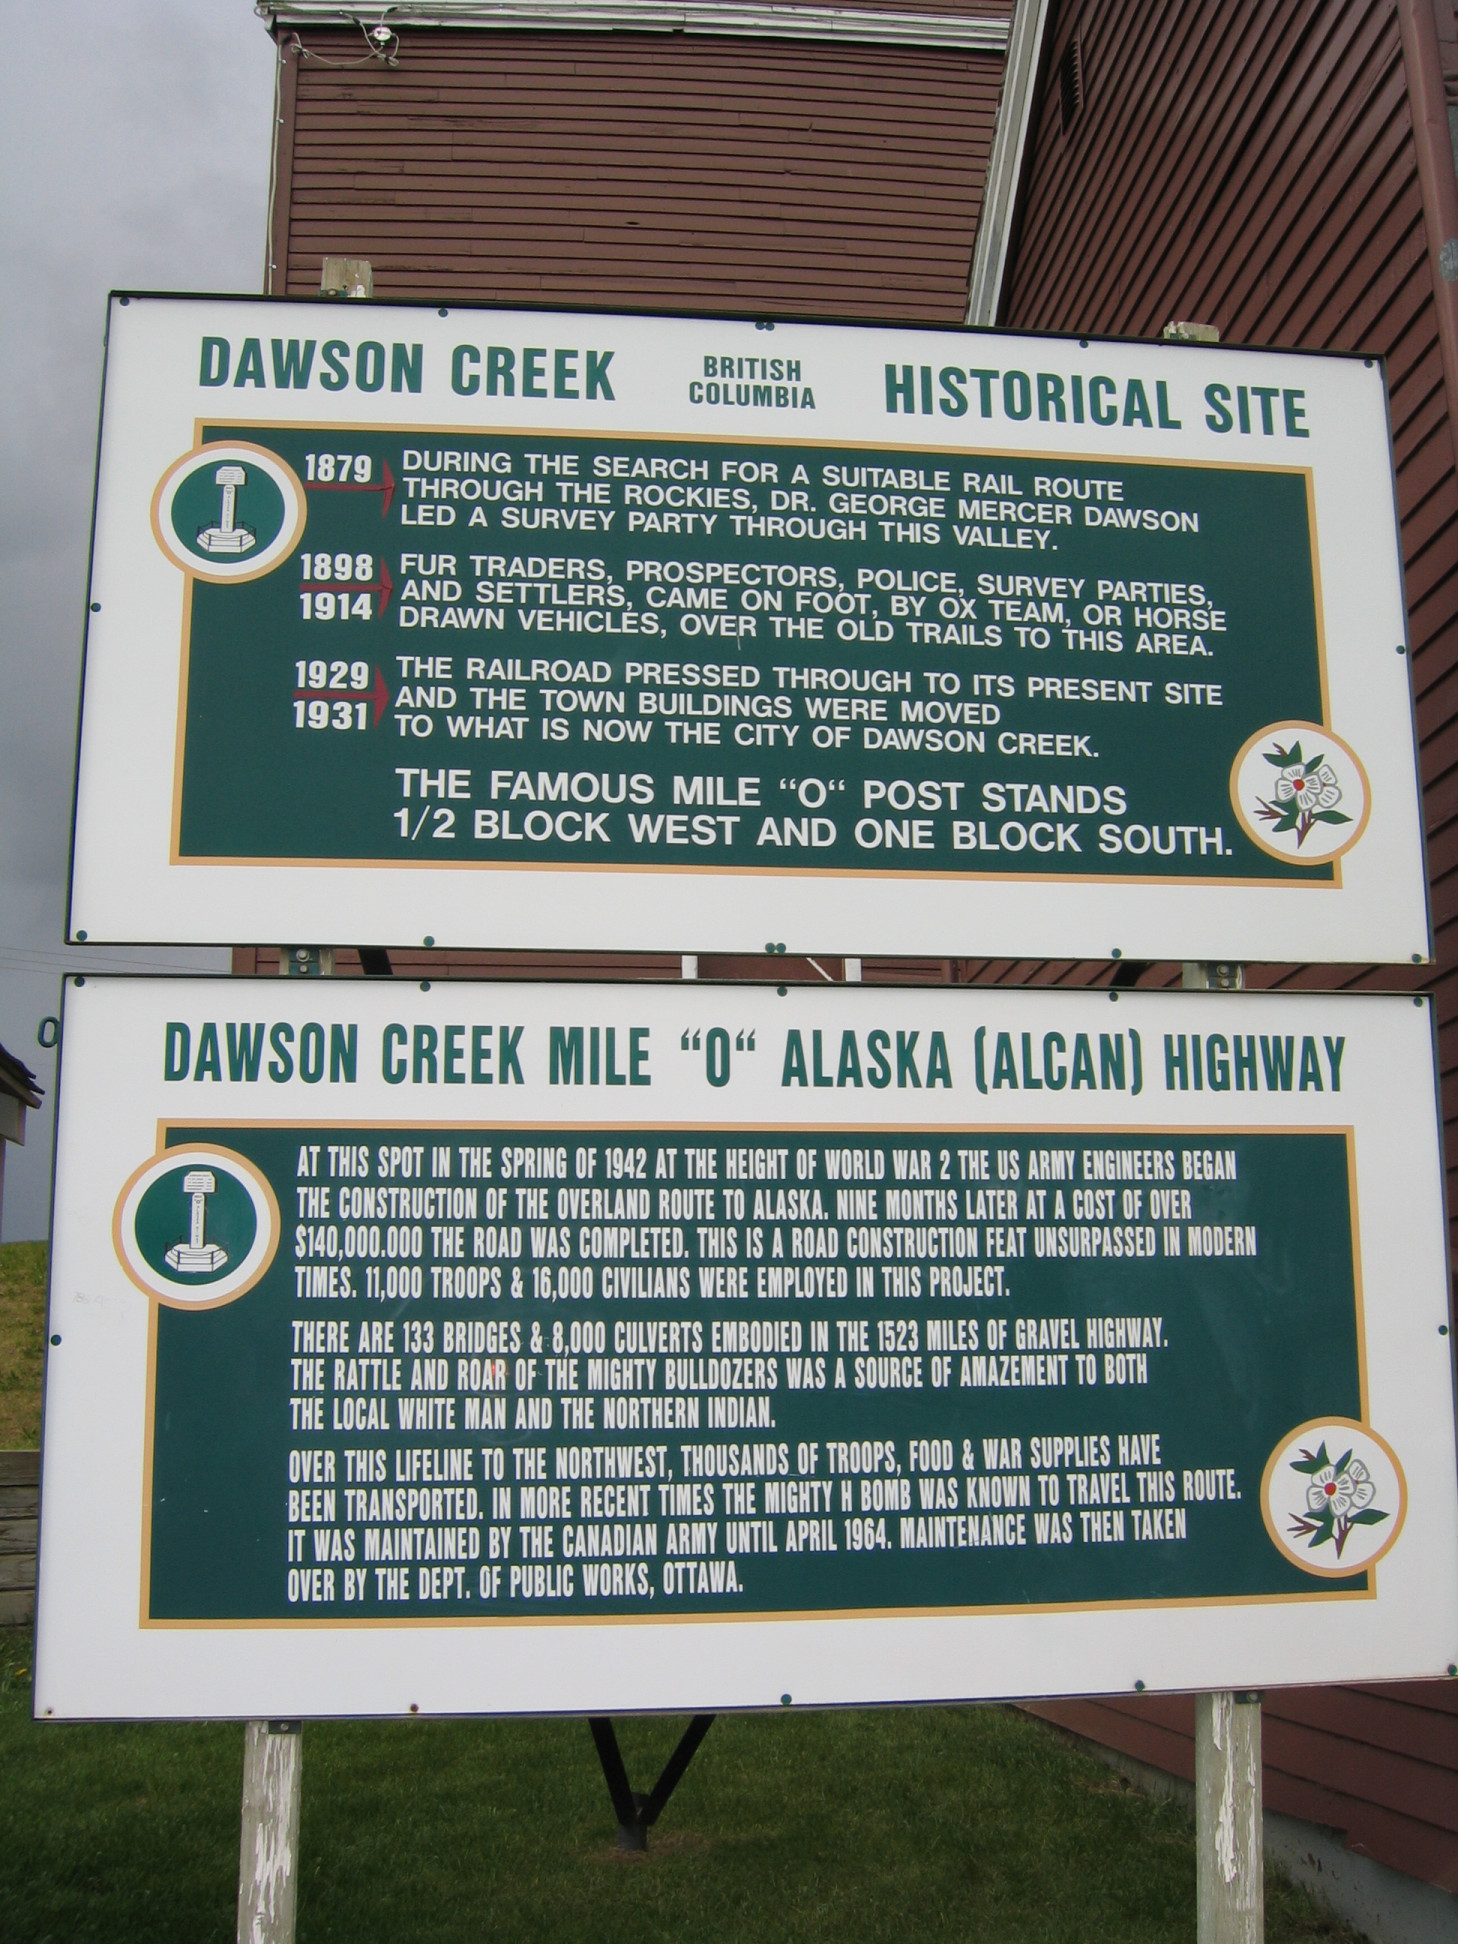 DAWSON CREEK BRITISH COLUMBIA HISTORICAL SITE
1879 DURING THE SEARCH FOR A SUITABLE RAIL ROUTE
THROUGH THE ROCKIES, DR. GEORGE MERCER DAWSON
LED A SURVEY PARTY THROUGH THIS VALLEY.
1898 FUR TRADERS, PROSPECTORS, POLICE, SURVEY PARTIES,
AND SETTLERS, CAME ON FOOT, BY OX TEAM, OR HORSE
1914 DRAWN VEHICLES, OVER THE OLD TRAILS TO THIS AREA.
1929 THE RAILROAD PRESSED THROUGH TO ITS PRESENT SITE
AND THE TOWN BUILDINGS WERE MOVED
1931 TO WHAT IS NOW THE CITY OF DAWSON CREEK.
THE FAMOUS MILE “O“ POST STANDS
1/2 BLOCK WEST AND ONE BLOCK SOUTH.
DAWSON CREEK MILE “O“ ALASKA (ALCAN) HIGHWAY
AT THIS SPOT IN THE SPRING OF 1942 AT THE HEIGHT OF WORLD WAR 2 THE US ARMY ENGINEERS BEGAN
THE CONSTRUCTION OF THE OVERLAND ROUTE TO ALASKA. NINE MONTHS LATER AT A COST OF OVER
$140,000.000 THE ROAD WAS COMPLETED. THIS IS A ROAD CONSTRUCTION FEAT UNSURPASSED IN MODERN
TIMES. 11,000 TROOPS & 16,000 CIVILIANS WERE EMPLOYED IN THIS PROJECT.
THERE ARE 133 BRIDGES & 8,000 CULVERTS EMBODIED IN THE 1523 MILES OF GRAVEL HIGHWAY.
THE RATTLE AND ROAR OF THE MIGHTY BULLDOZERS WAS A SOURCE OF AMAZEMENT TO BOTH
THE LOCAL WHITE MAN AND THE NORTHERN INDIAN.
OVER THIS LIFELINE TO THE NORTHWEST, THOUSANDS OF TROOPS, FOOD & WAR SUPPLIES HAVE
BEEN TRANSPORTED. IN MORE RECENT TIMES THE MIGHTY H BOMB WAS KNOWN TO TRAVEL THIS ROUTE.
IT WAS MAINTAINED BY THE CANADIAN ARMY UNTIL APRIL 1964. MAINTENANCE WAS THEN TAKEN
OVER BY THE DEPT. OF PUBLIC WORKS, OTTAWA.